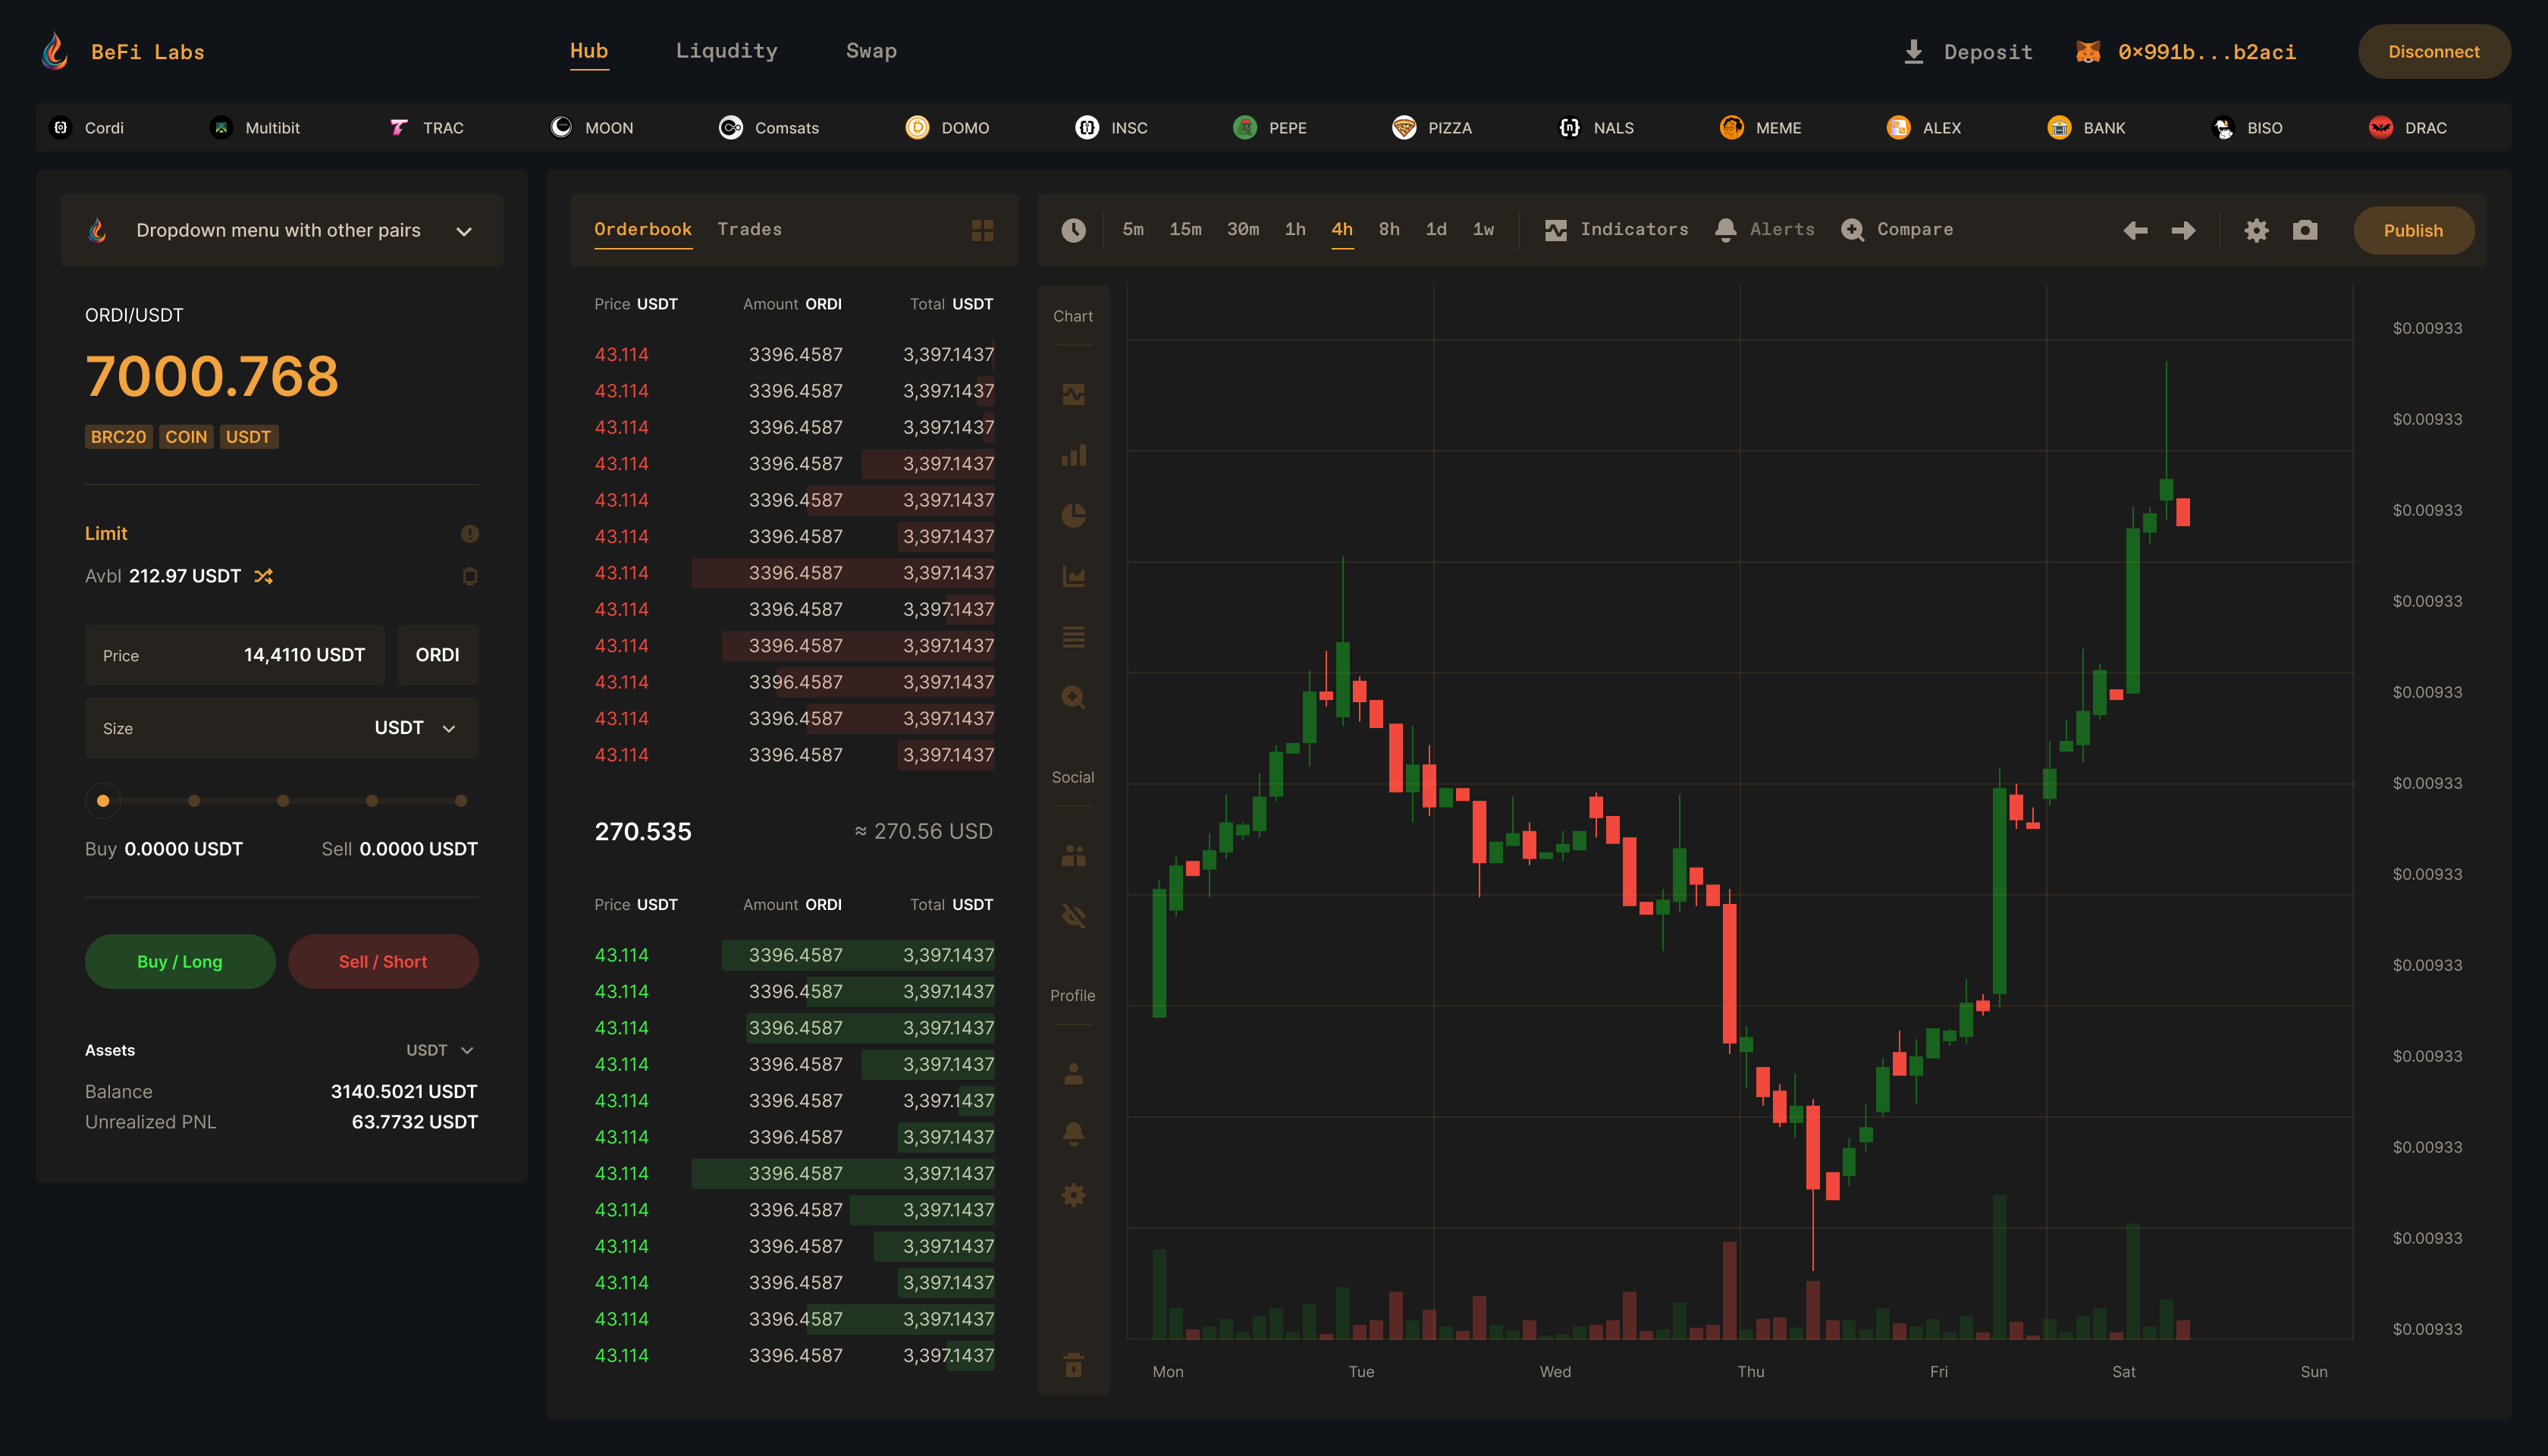 BeFi Labs
Hub Liqudity Swap
Deposit 0x991b...b2aci Disconnect
Cordi Multibit TRAC MOON Comsats DOMO INSC PEPE PIZZA NALS MEME ALEX BANK BISO DRAC
Dropdown menu with other pairs
ORDI/USDT
7000.768
BRC20 COIN USDT
Limit
Avbl 212.97 USDT
Price 14,4110 USDT ORDI
Size USDT
Buy 0.0000 USDT Sell 0.0000 USDT
Buy / Long Sell / Short
Assets USDT
Balance 3140.5021 USDT
Unrealized PNL 63.7732 USDT
Orderbook Trades
Price USDT Amount ORDI Total USDT
43.114 3396.4587 3,397.1437
43.114 3396.4587 3,397.1437
43.114 3396.4587 3,397.1437
43.114 3396.4587 3,397.1437
43.114 3396.4587 3,397.1437
43.114 3396.4587 3,397.1437
43.114 3396.4587 3,397.1437
43.114 3396.4587 3,397.1437
43.114 3396.4587 3,397.1437
43.114 3396.4587 3,397.1437
43.114 3396.4587 3,397.1437
43.114 3396.4587 3,397.1437
270.535 ≈ 270.56 USD
Price USDT Amount ORDI Total USDT
43.114 3396.4587 3,397.1437
43.114 3396.4587 3,397.1437
43.114 3396.4587 3,397.1437
43.114 3396.4587 3,397.1437
43.114 3396.4587 3,397.1437
43.114 3396.4587 3,397.1437
43.114 3396.4587 3,397.1437
43.114 3396.4587 3,397.1437
43.114 3396.4587 3,397.1437
43.114 3396.4587 3,397.1437
43.114 3396.4587 3,397.1437
43.114 3396.4587 3,397.1437
5m 15m 30m 1h 4h 8h 1d 1w Indicators Alerts Compare Publish
Chart
Social
Profile
$0.00933
$0.00933
$0.00933
$0.00933
$0.00933
$0.00933
$0.00933
$0.00933
$0.00933
$0.00933
$0.00933
$0.00933
Mon Tue Wed Thu Fri Sat Sun